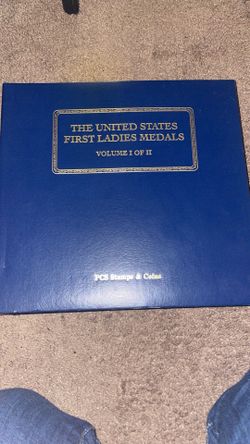 THE UNITED STATES
FIRST LADIES MEDALS
VOLUME I OF II
PCS Stamps & Coins